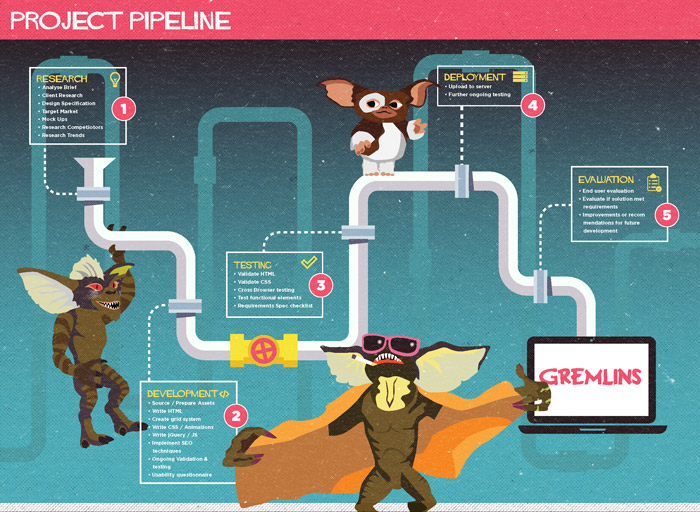 PROJECT PIPELINE
RESEARCH
• Analyse Brief
• Client Research
• Design Specification
• Target Market
• Mock Ups
• Research Competiotors
• Research Trends
1
DEVELOPMENT </>
• Source / Prepare Assets
• Write HTML
• Create grid system
• Write CSS / Animations
• Write jQuery / JS
• Implement SEO
techniques
• Ongoing Validation &
testing
• Usability questionnaire
2
TESTING
• Validate HTML
• Validate CSS
• Cross Browser testing
• Test functional elements
• Requirements Spec checklist
3
DEPLOYMENT
• Upload to server
• Further ongoing testing
4
EVALUATION
• End user evaluation
• Evaluate if solution met
requirements
• Improvements or recom
mendations for future
development
5
GREMLINS